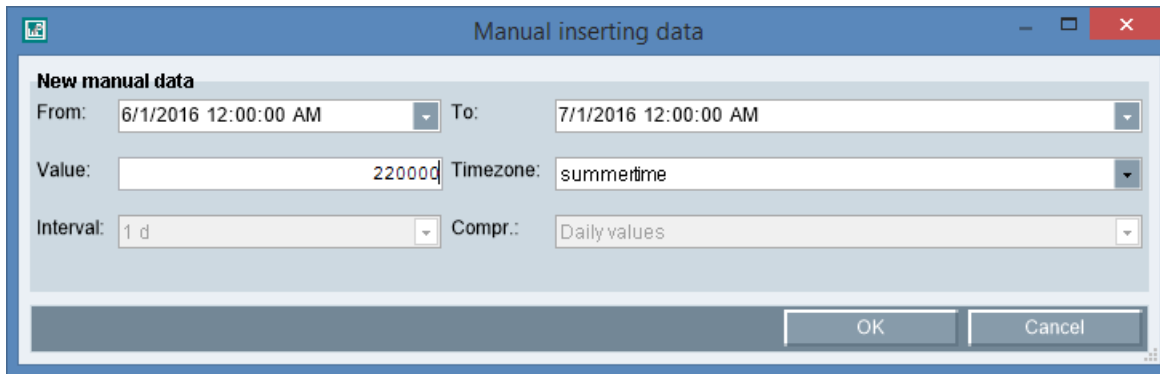 Manual inserting data
New manual data
From: 6/1/2016 12:00:00 AM To: 7/1/2016 12:00:00 AM
Value: 220000 Timezone: summertime
Interval: 1 d Compr.: Daily values
OK Cancel